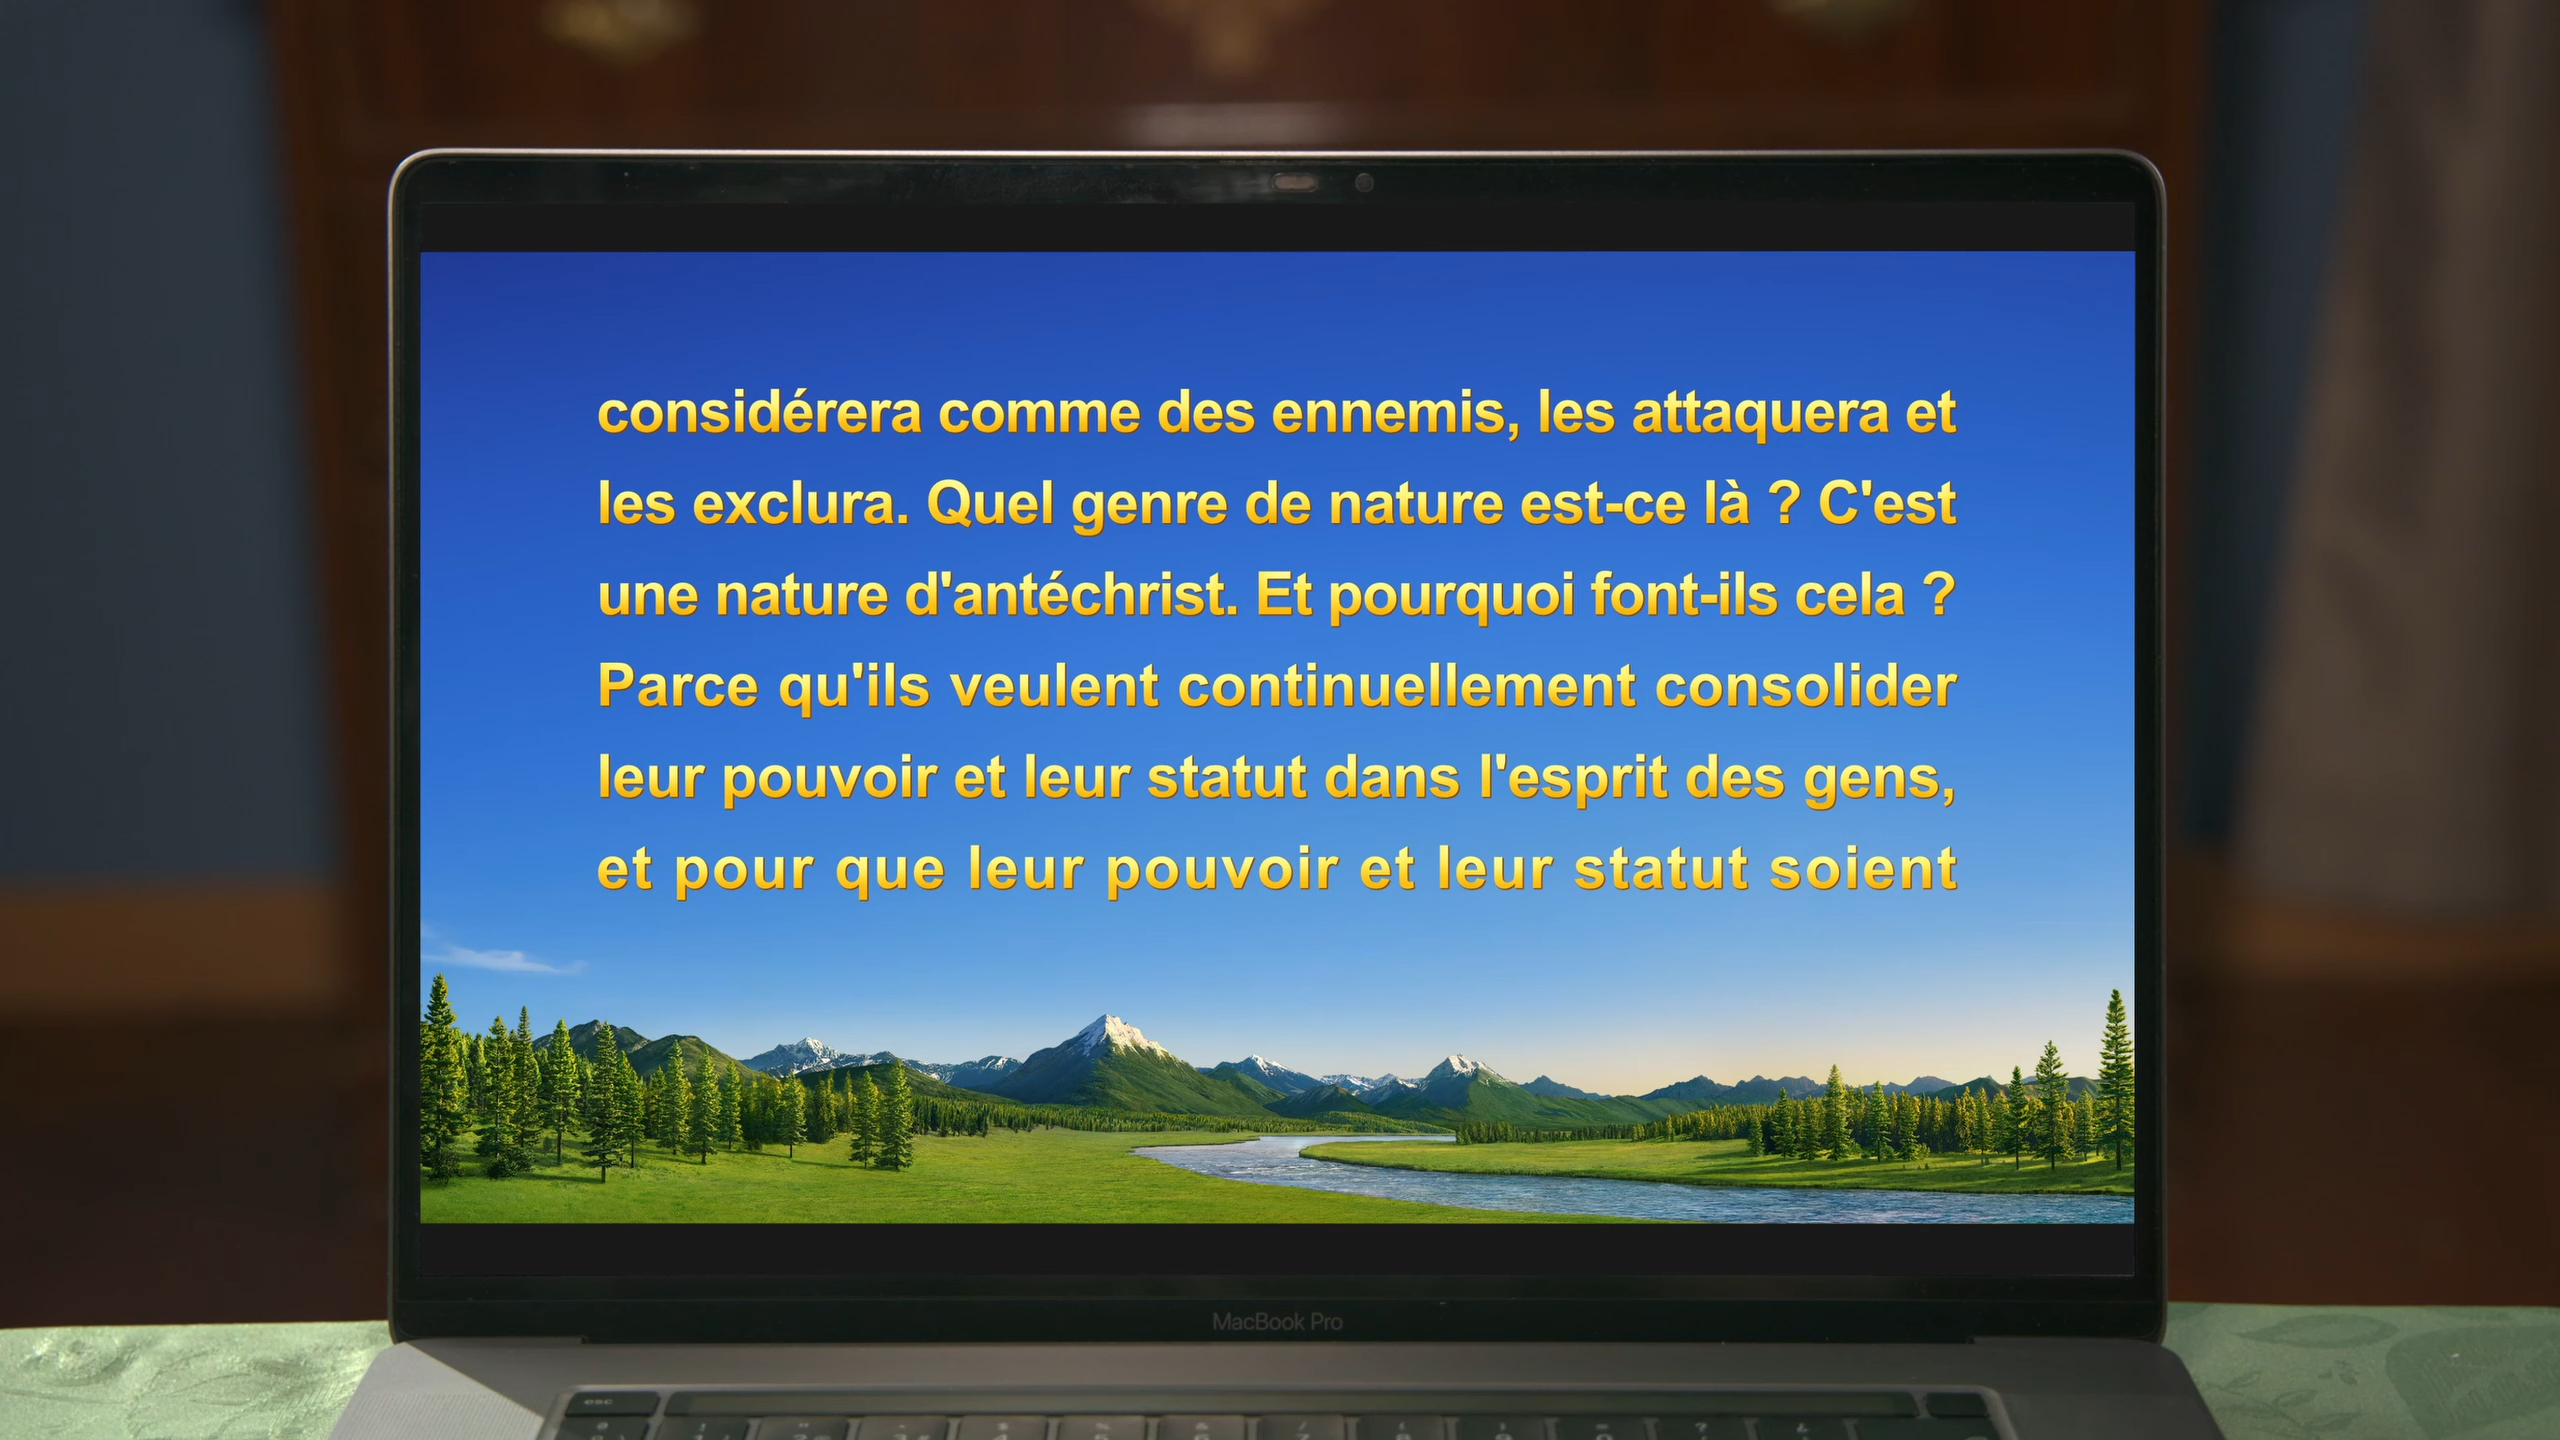 considérera comme des ennemis, les attaquera et
les exclura. Quel genre de nature est-ce là ? C'est
une nature d'antéchrist. Et pourquoi font-ils cela ?
Parce qu'ils veulent continuellement consolider
leur pouvoir et leur statut dans l'esprit des gens,
et pour que leur pouvoir et leur statut soient
MacBook Pro
esc